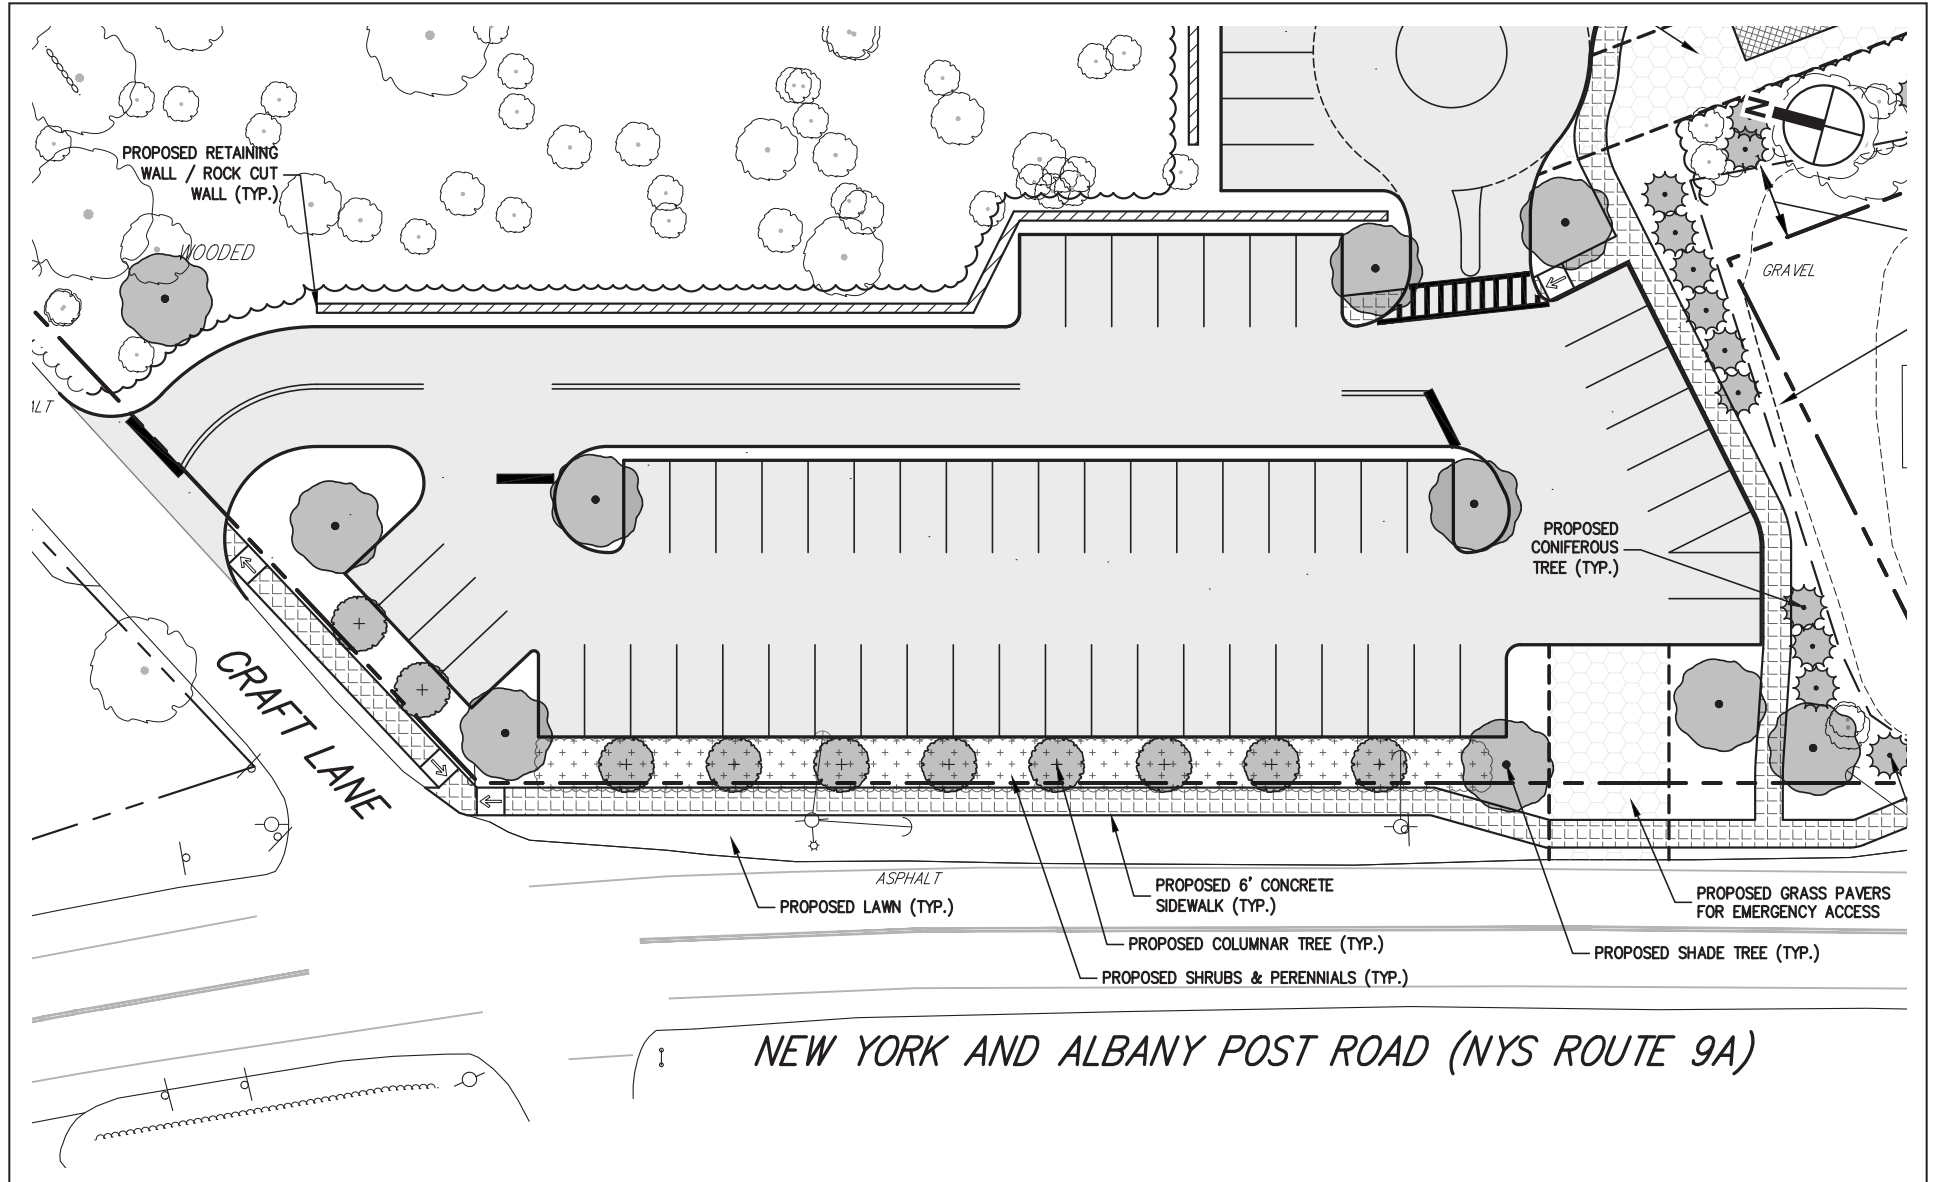 N
PROPOSED RETAINING
WALL / ROCK CUT
WALL (TYP.)
WOODED
GRAVEL
ALT
PROPOSED
CONIFEROUS
TREE (TYP.)
CRAFT LANE
ASPHALT
PROPOSED LAWN (TYP.)
PROPOSED 6' CONCRETE
SIDEWALK (TYP.)
PROPOSED GRASS PAVERS
FOR EMERGENCY ACCESS
PROPOSED COLUMNAR TREE (TYP.)
PROPOSED SHADE TREE (TYP.)
PROPOSED SHRUBS & PERENNIALS (TYP.)
NEW YORK AND ALBANY POST ROAD (NYS ROUTE 9A)